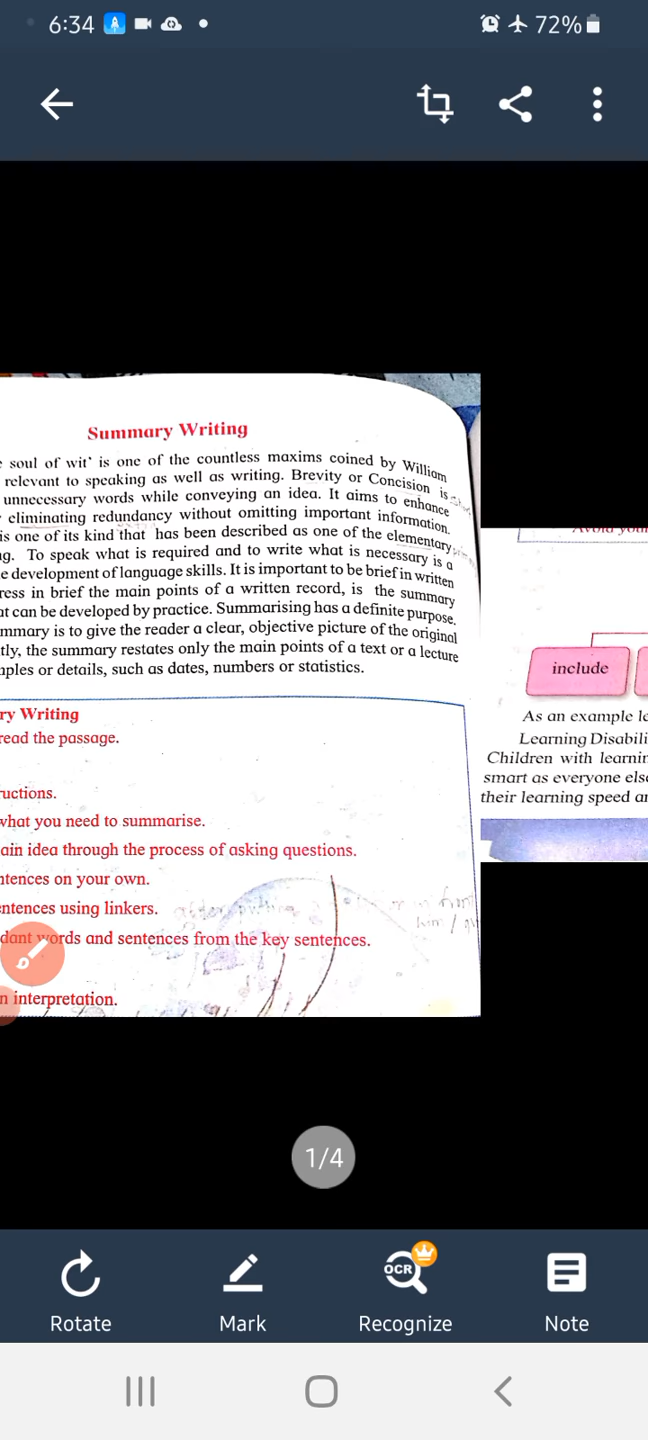 6:34
72%
Summary Writing
soul of wit' is one of the countless maxims coined by William
relevant to speaking as well as writing. Brevity or Concision is
unnecessary words while conveying an idea. It aims to enhance
eliminating redundancy without omitting important information.
is one of its kind that has been described as one of the elementary
g. To speak what is required and to write what is necessary is a
e development of language skills. It is important to be brief in written
ress in brief the main points of a written record, is the summary
at can be developed by practice. Summarising has a definite purpose.
mmary is to give the reader a clear, objective picture of the original
tly, the summary restates only the main points of a text or a lecture
ples or details, such as dates, numbers or statistics.
ry Writing
read the passage.
uctions.
what you need to summarise.
ain idea through the process of asking questions.
ntences on your own.
entences using linkers.
dant words and sentences from the key sentences.
n interpretation.
include
As an example le
Learning Disabili
Children with learnin
smart as everyone else
their learning speed an
1/4
OCR
Rotate
Mark
Recognize
Note